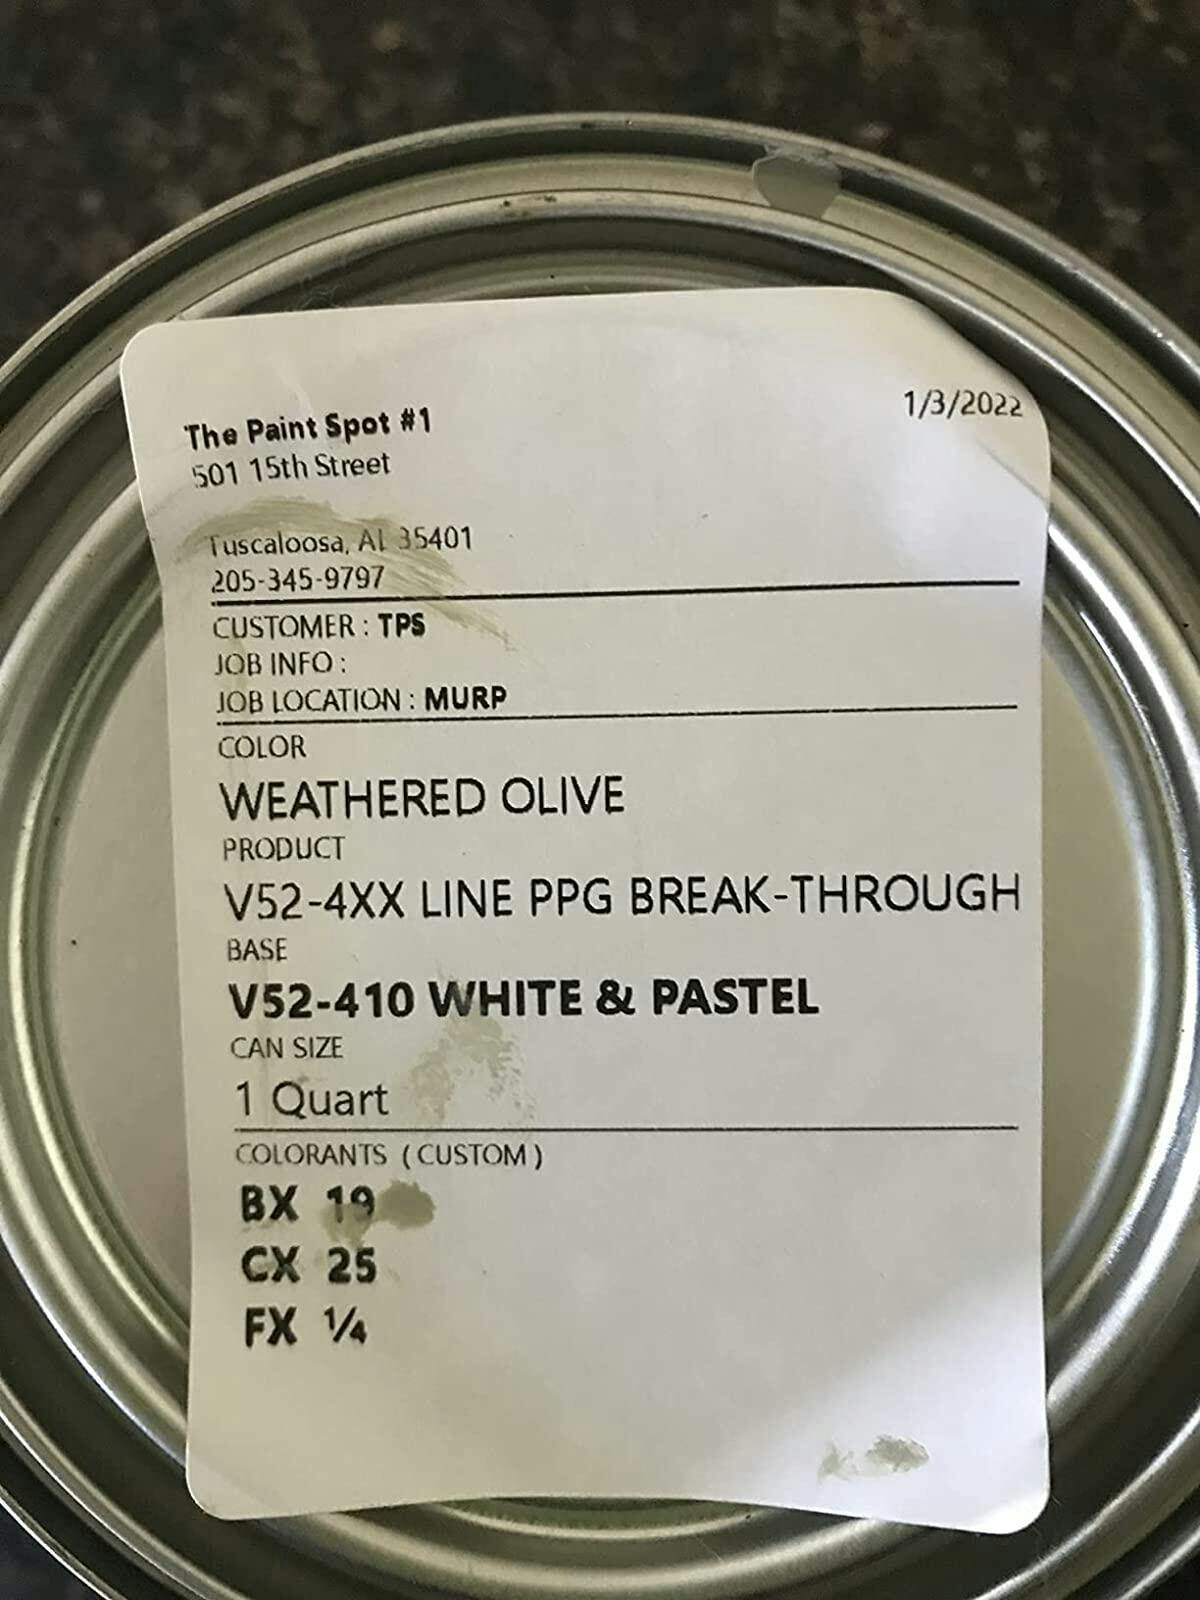 The Paint Spot #1
1/3/2022
501 15th Street
Tuscaloosa, AL 35401
205-345-9797
CUSTOMER : TPS
JOB INFO :
JOB LOCATION : MURP
COLOR
WEATHERED OLIVE
PRODUCT
V52-4XX LINE PPG BREAK-THROUGH
BASE
V52-410 WHITE & PASTEL
CAN SIZE
1 Quart
COLORANTS ( CUSTOM )
BX 19
CX 25
FX ¼